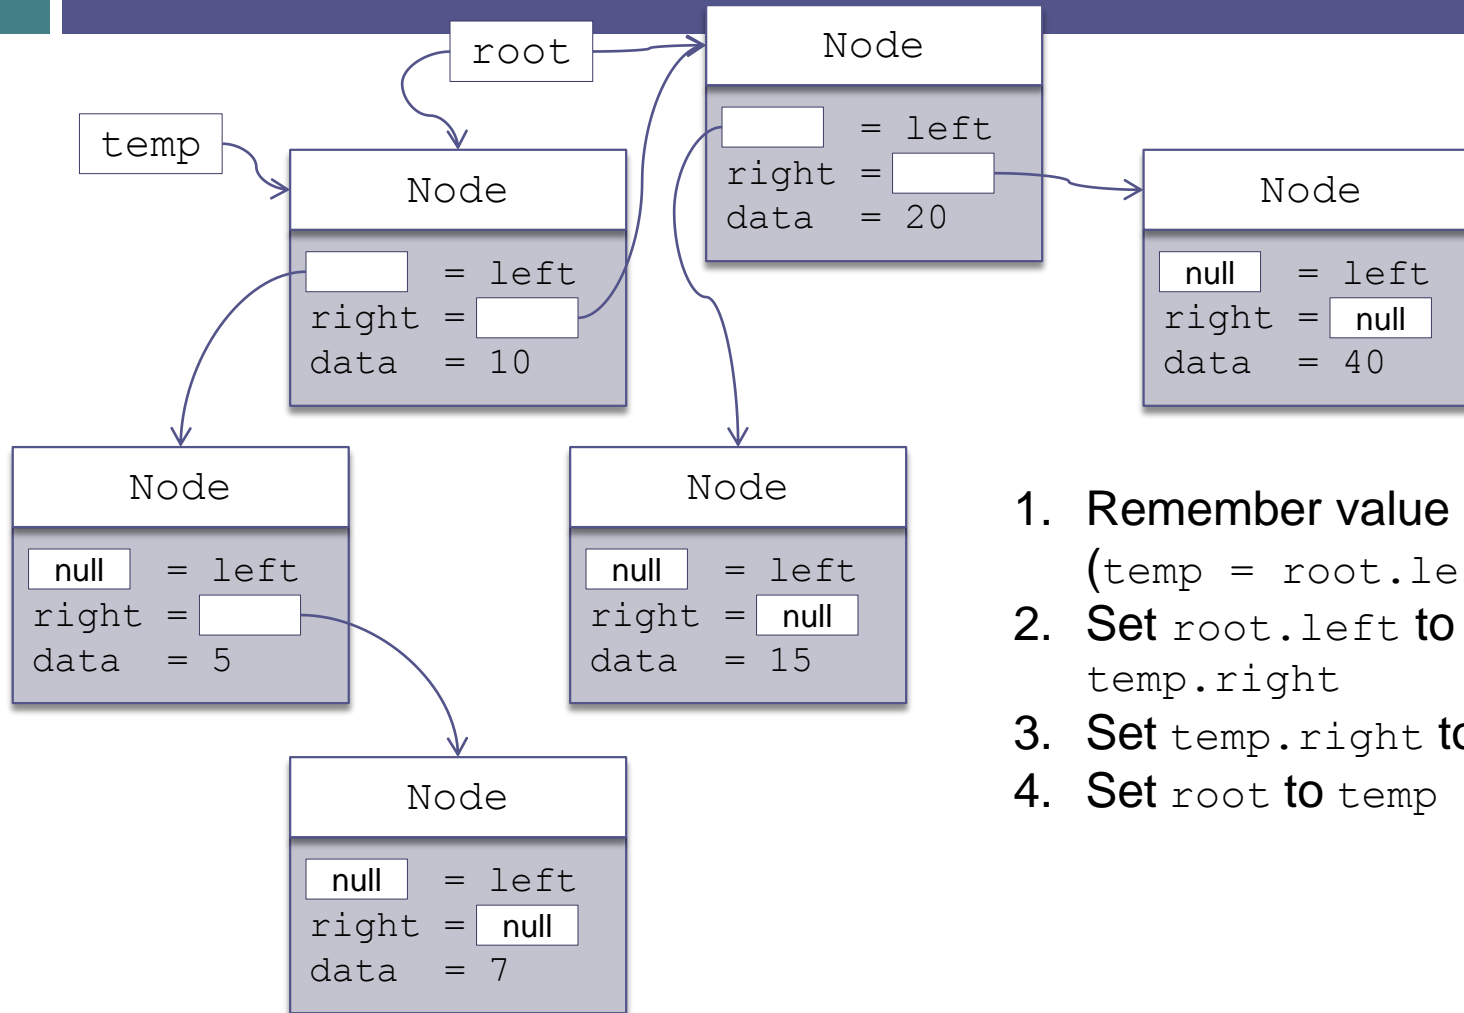 root
Node
= left
right =
data = 20
temp
Node
= left
right =
data = 10
Node
null = left
right = null
data = 40
Node
null = left
right =
data = 5
Node
null = left
right = null
data = 15
Node
null = left
right = null
data = 7
1. Remember value
(temp = root.le
2. Set root.left to
temp.right
3. Set temp.right to
4. Set root to temp